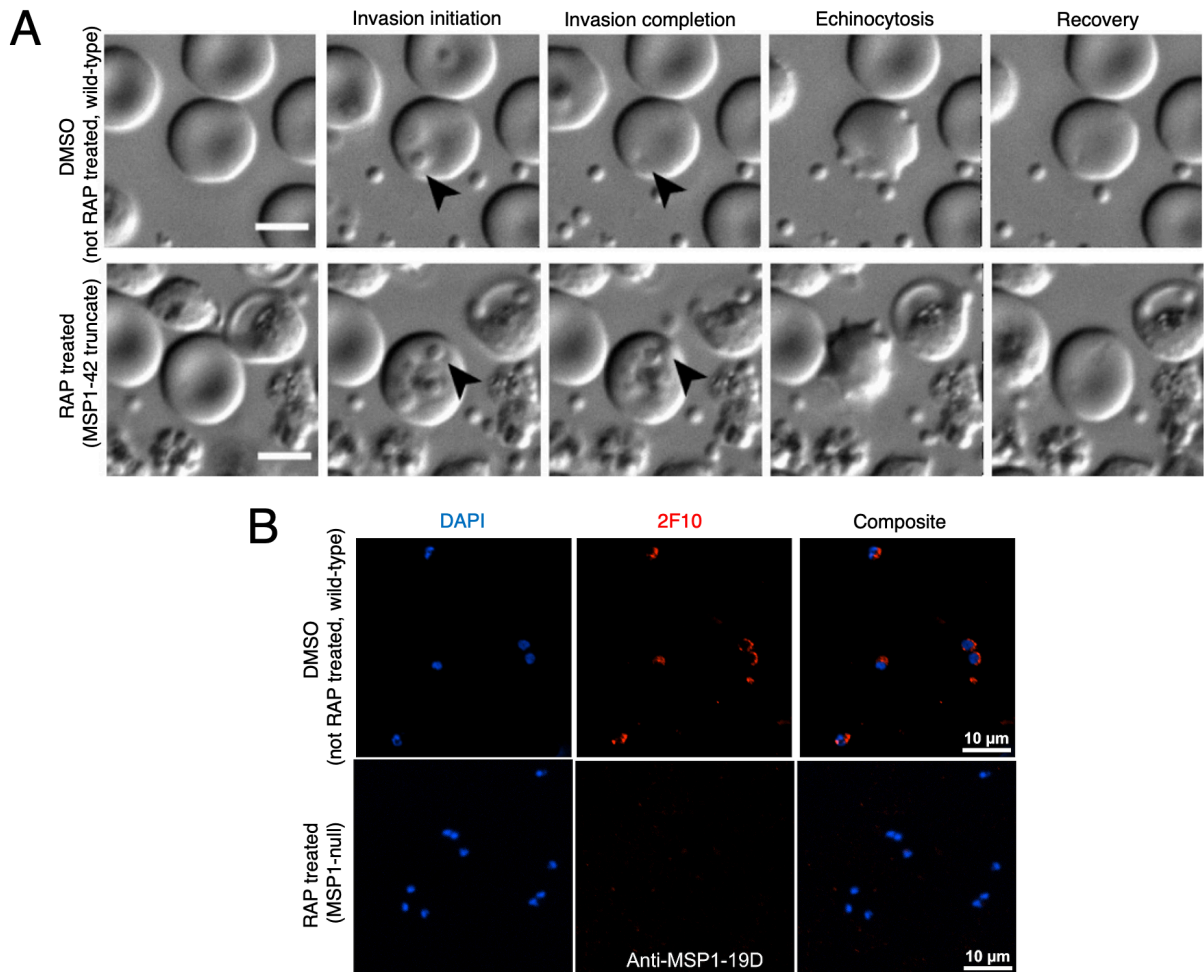 A
Invasion initiation
Invasion completion
Echinocytosis
Recovery
DMSO
(not RAP treated, wild-type)
RAP treated
(MSP1-42 truncate)
B
DAPI
2F10
Composite
DMSO
(not RAP treated, wild-type)
10 µm
RAP treated
(MSP1-null)
Anti-MSP1-19D
10 µm